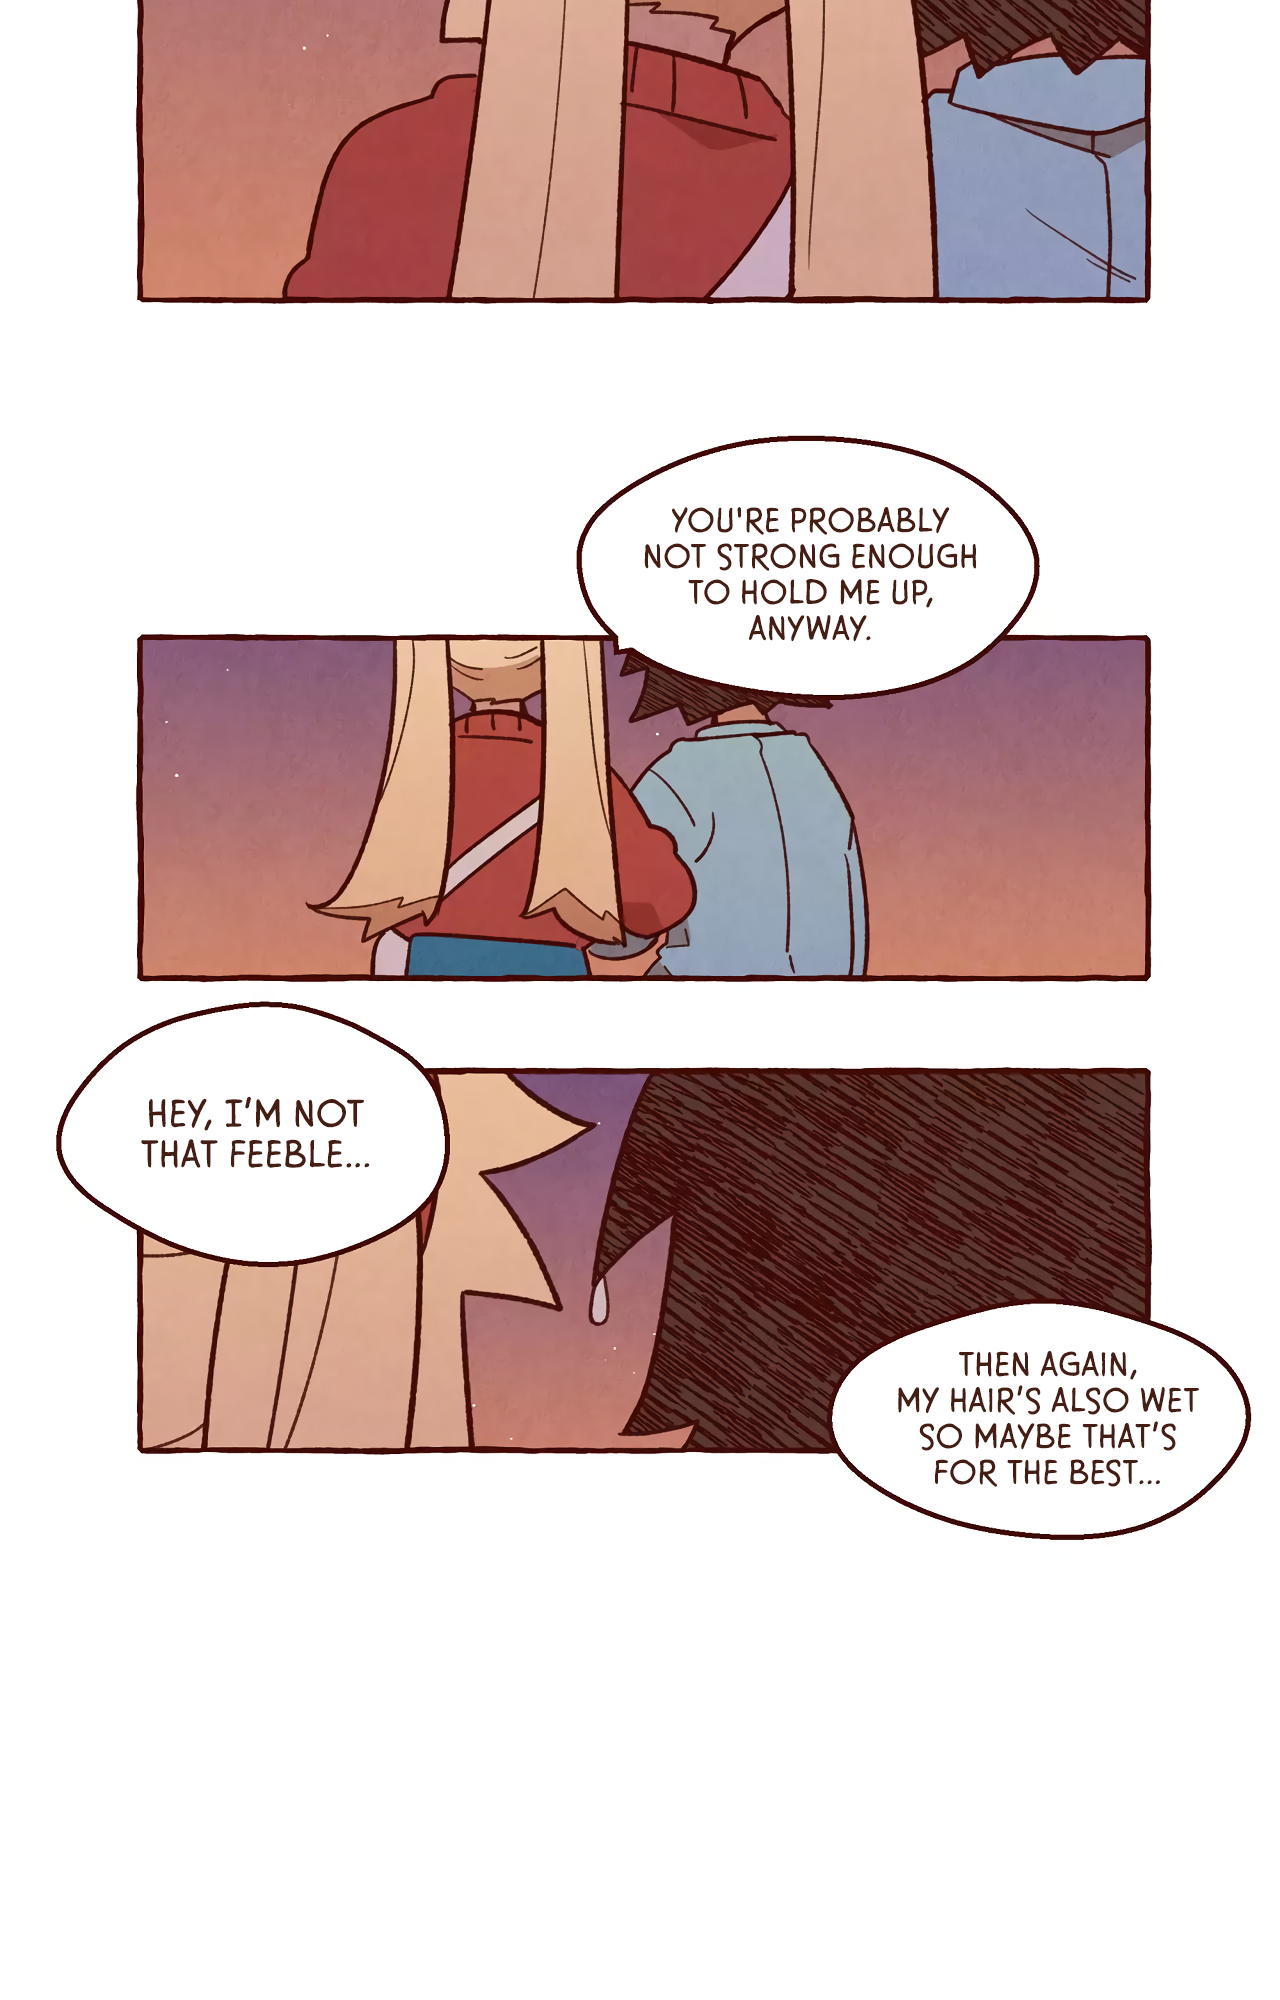 YOU'RE PROBABLY
NOT STRONG ENOUGH
TO HOLD ME UP,
ANYWAY.
HEY, I'M NOT
THAT FEEBLE...
THEN AGAIN,
MY HAIR'S ALSO WET
SO MAYBE THAT'S
FOR THE BEST...